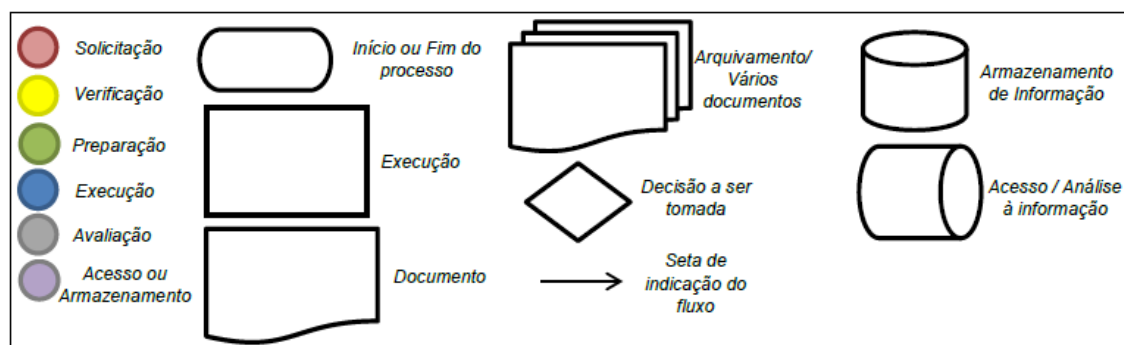 Solicitação
Verificação
Preparação
Execução
Avaliação
Acesso ou
Armazenamento
Início ou Fim do
processo
Execução
Documento
Arquivamento/
Vários
documentos
Decisão a ser
tomada
Seta de
indicação do
fluxo
Armazenamento
de Informação
Acesso / Análise
à informação